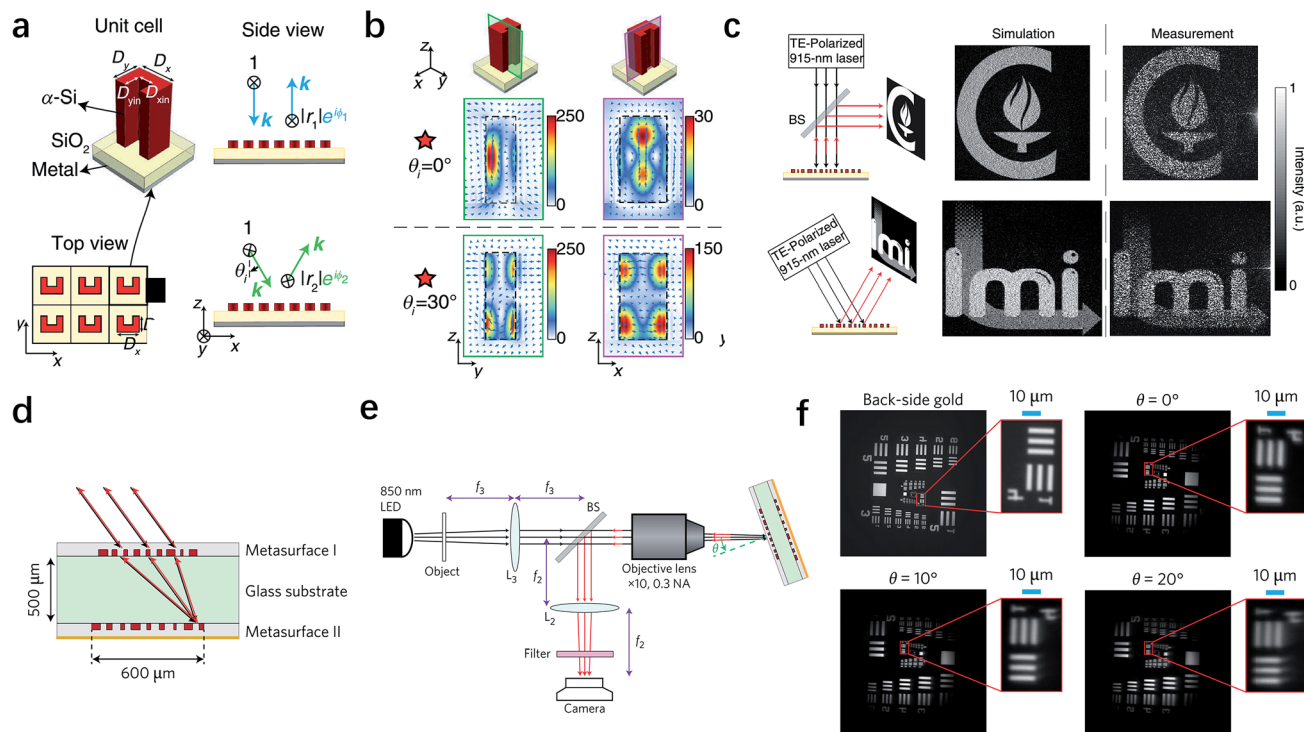 a
Unit cell
Side view
D_y
D_x
D_yin
D_xin
α-Si
SiO₂
Metal
1
k
k
|r₁|e^{iϕ₁}
Top view
1
θ_i
k
k
|r₂|e^{iϕ₂}
y
x
D_x
z
y
x
b
z
x
y
θ_i=0°
250
0
30
0
θ_i=30°
250
0
150
0
z
y
z
x
y
c
Simulation
Measurement
TE-Polarized
915-nm laser
BS
TE-Polarized
915-nm laser
lmi
lmi
lmi
1
0
Intensity (a.u.)
d
500 µm
Metasurface I
Glass substrate
Metasurface II
600 µm
e
850 nm
LED
f₃
f₃
BS
Object
L₃
f₂
Objective lens
×10, 0.3 NA
θ
L₂
f₂
Filter
Camera
f
Back-side gold
10 µm
θ = 0°
10 µm
θ = 10°
10 µm
θ = 20°
10 µm